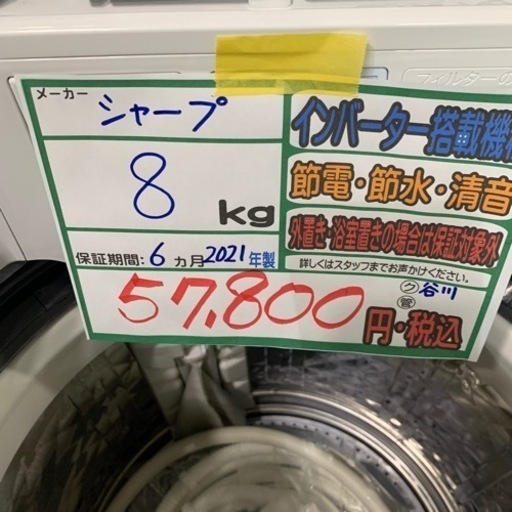 フィルターの
メーカー シャープ
8 kg
保証期間: 6 カ月 2021 年製
インバーター搭載機種
節電・節水・清音
外置き・浴室置きの場合は保証対象外
詳しくはスタッフまでお声かけください。
ク 谷川
管
57,800 円・税込